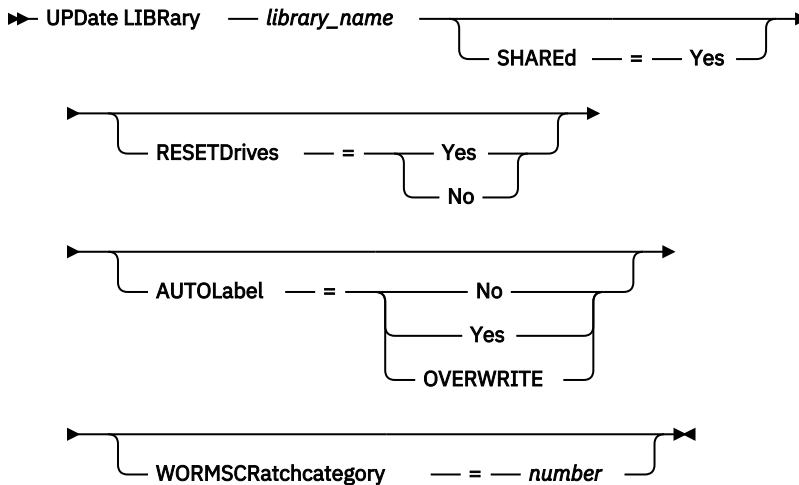 UPDate LIBRary library_name
SHAREd = Yes
RESETDrives = Yes
No
AUTOLabel = No
Yes
OVERWRITE
WORMSCRatchcategory = number